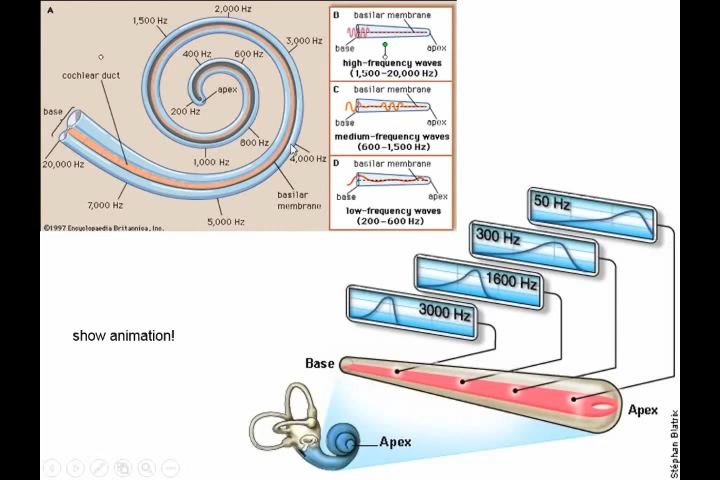 A
2,000 Hz
1,500 Hz
3,000 Hz
400 Hz
600 Hz
cochlear duct
apex
200 Hz
base
800 Hz
20,000 Hz
1,000 Hz
4,000 Hz
7,000 Hz
basilar
membrane
5,000 Hz
©1997 Encyclopaedia Britannica, Inc.
B
basilar membrane
base
apex
high-frequency waves
(1,500–20,000 Hz)
C
basilar membrane
base
apex
medium-frequency waves
(600–1,500 Hz)
D
basilar membrane
base
apex
low-frequency waves
(200–600 Hz)
50 Hz
300 Hz
1600 Hz
3000 Hz
show animation!
Base
Apex
Apex
Stéphan Blatrix